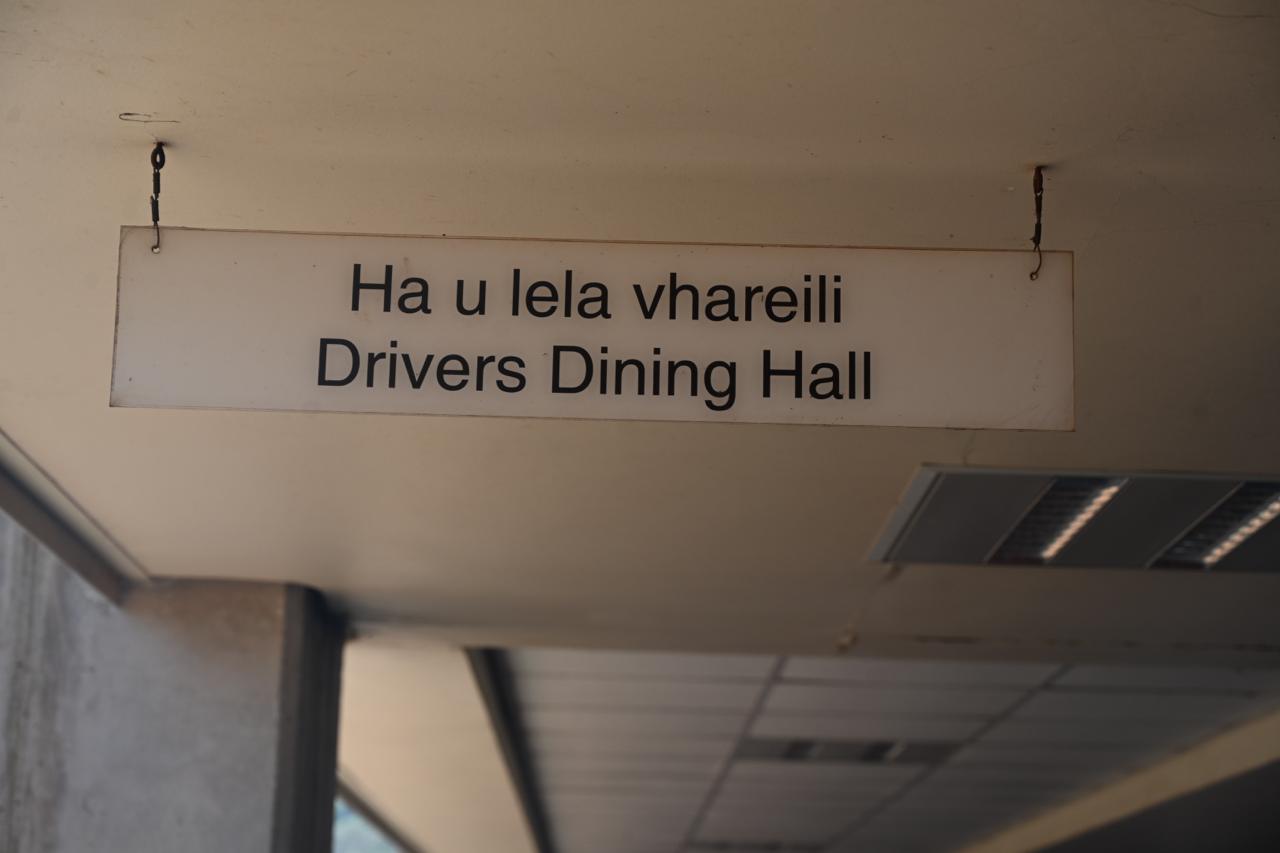 Ha u lela vhareili
Drivers Dining Hall